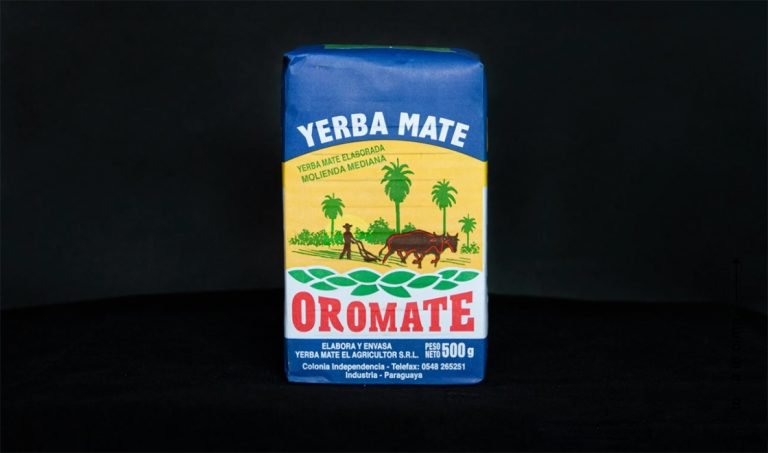 YERBA MATE
YERBA MATE ELABORADA
MOLIENDA MEDIANA
OROMATE
ELABORA Y ENVASA
YERBA MATE EL AGRICULTOR S.R.L.
PESO
NETO 500 g
Colonia Independencia - Telefax: 0548 265251
Industria - Paraguaya